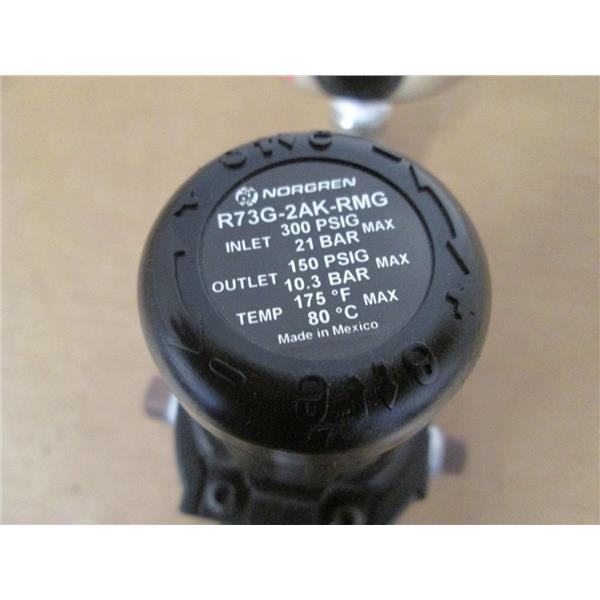 NORGREN
R73G-2AK-RMG
INLET 300 PSIG MAX
21 BAR
OUTLET 150 PSIG MAX
10.3 BAR
TEMP 175 °F MAX
80 °C
Made in Mexico